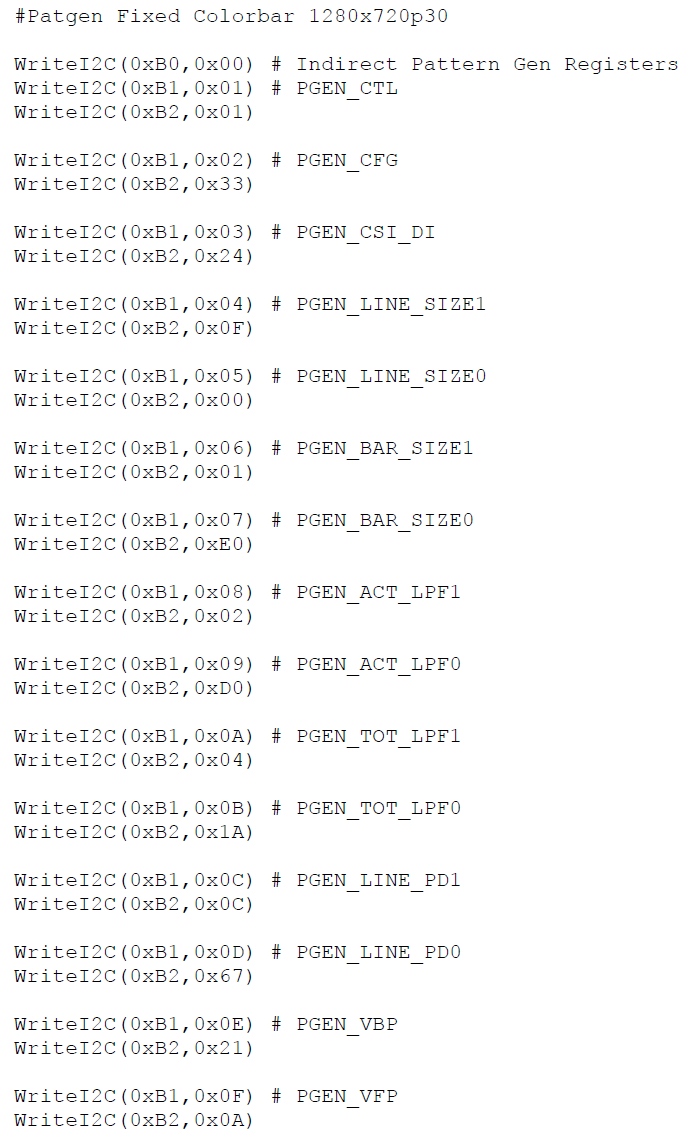 #Patgen Fixed Colorbar 1280x720p30
WriteI2C(0xB0,0x00) # Indirect Pattern Gen Registers
WriteI2C(0xB1,0x01) # PGEN_CTL
WriteI2C(0xB2,0x01)
WriteI2C(0xB1,0x02) # PGEN_CFG
WriteI2C(0xB2,0x33)
WriteI2C(0xB1,0x03) # PGEN_CSI_DI
WriteI2C(0xB2,0x24)
WriteI2C(0xB1,0x04) # PGEN_LINE_SIZE1
WriteI2C(0xB2,0x0F)
WriteI2C(0xB1,0x05) # PGEN_LINE_SIZE0
WriteI2C(0xB2,0x00)
WriteI2C(0xB1,0x06) # PGEN_BAR_SIZE1
WriteI2C(0xB2,0x01)
WriteI2C(0xB1,0x07) # PGEN_BAR_SIZE0
WriteI2C(0xB2,0xE0)
WriteI2C(0xB1,0x08) # PGEN_ACT_LPF1
WriteI2C(0xB2,0x02)
WriteI2C(0xB1,0x09) # PGEN_ACT_LPF0
WriteI2C(0xB2,0xD0)
WriteI2C(0xB1,0x0A) # PGEN_TOT_LPF1
WriteI2C(0xB2,0x04)
WriteI2C(0xB1,0x0B) # PGEN_TOT_LPF0
WriteI2C(0xB2,0x1A)
WriteI2C(0xB1,0x0C) # PGEN_LINE_PD1
WriteI2C(0xB2,0x0C)
WriteI2C(0xB1,0x0D) # PGEN_LINE_PD0
WriteI2C(0xB2,0x67)
WriteI2C(0xB1,0x0E) # PGEN_VBP
WriteI2C(0xB2,0x21)
WriteI2C(0xB1,0x0F) # PGEN_VFP
WriteI2C(0xB2,0x0A)